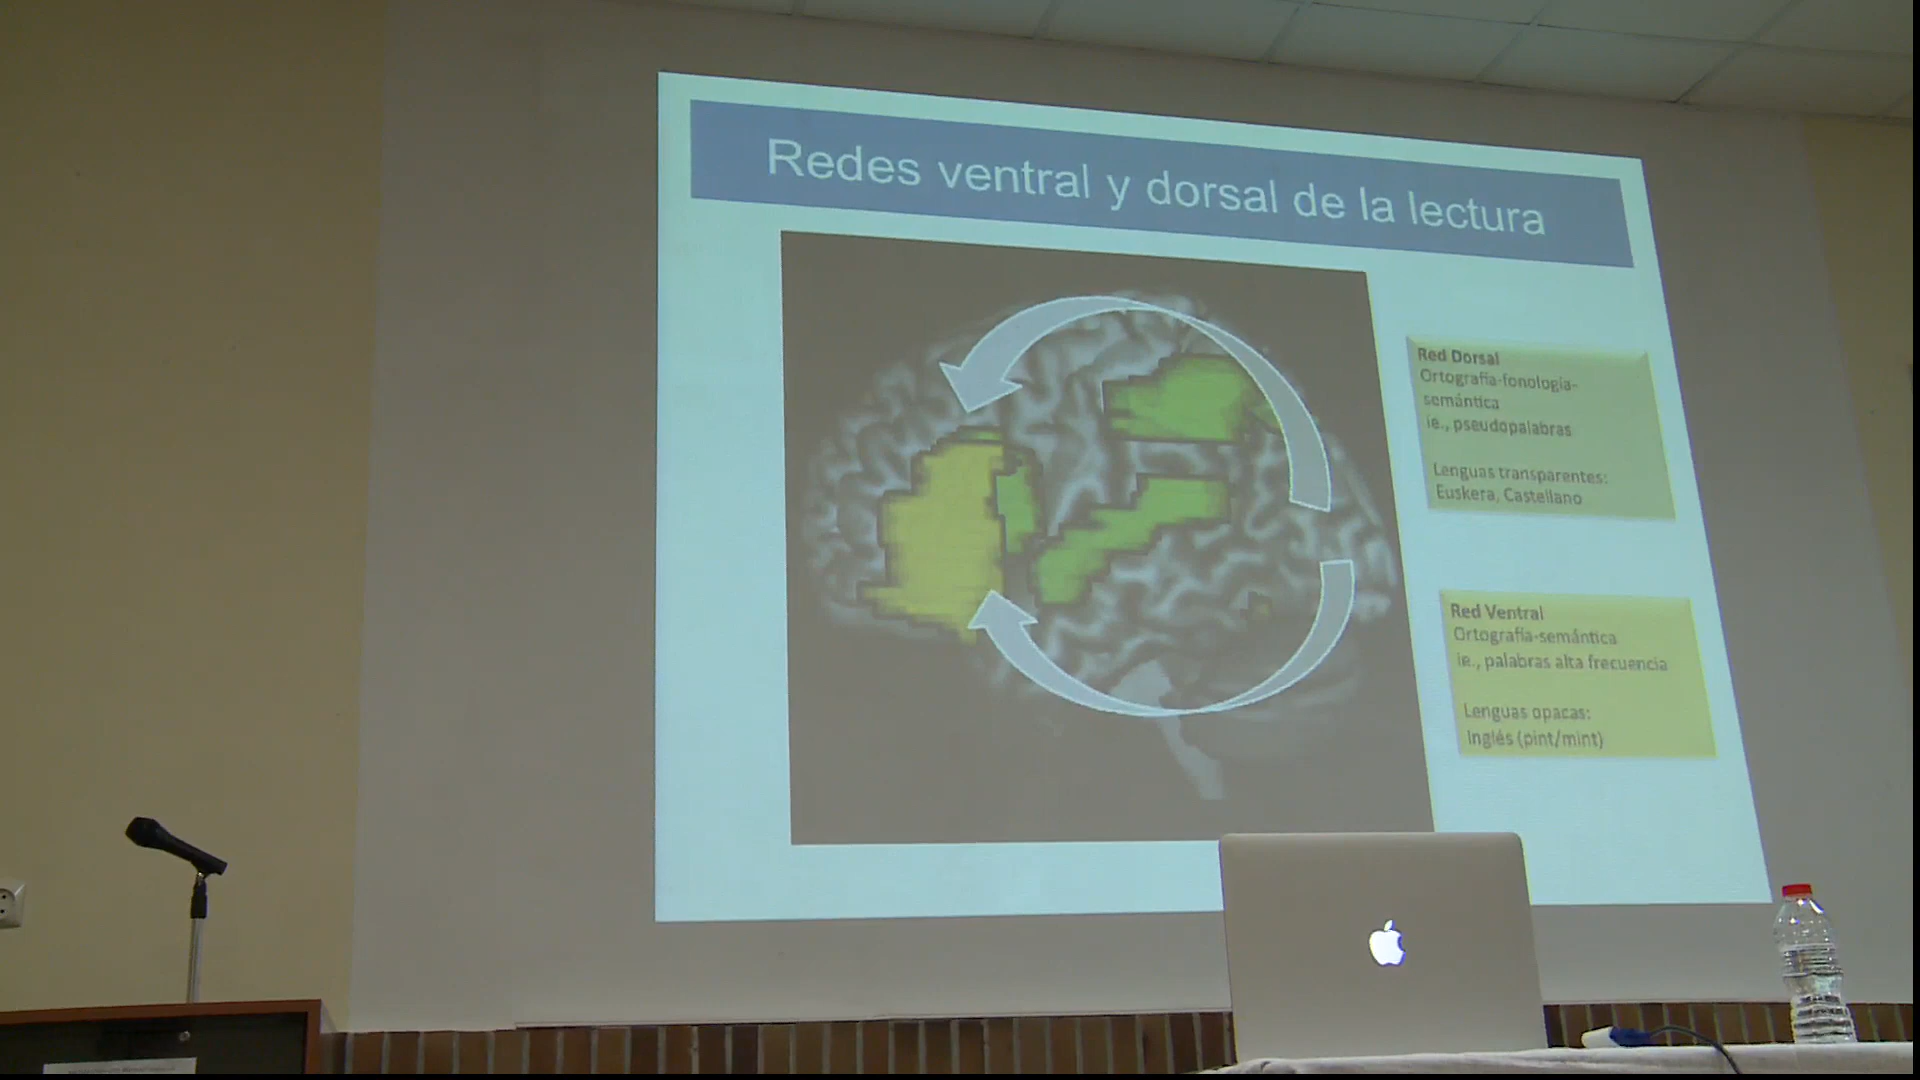 Redes ventral y dorsal de la lectura
Red Dorsal
Ortografía-fonología-
semántica
ie., pseudopalabras
Lenguas transparentes:
Euskera, Castellano
Red Ventral
Ortografía-semántica
ie., palabras alta frecuencia
Lenguas opacas:
Inglés (pint/mint)